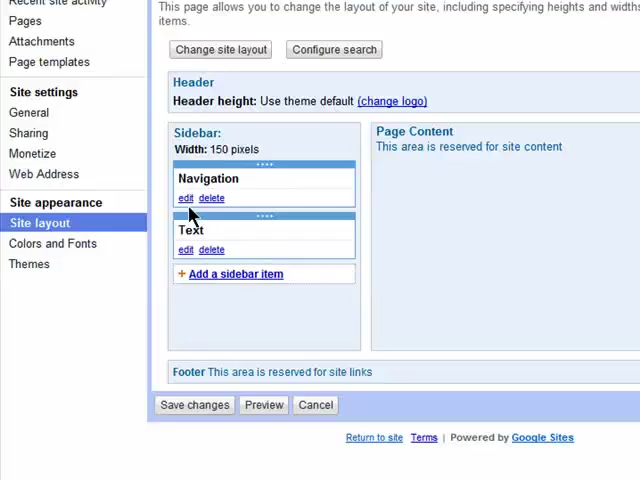 Recent site activity
This page allows you to change the layout of your site, including specifying heights and widths
items.
Pages
Attachments
Page templates
Site settings
General
Sharing
Monetize
Web Address
Site appearance
Site layout
Colors and Fonts
Themes
Change site layout
Configure search
Header
Header height: Use theme default (change logo)
Sidebar:
Width: 150 pixels
Navigation
edit delete
Text
edit delete
+ Add a sidebar item
Page Content
This area is reserved for site content
Footer This area is reserved for site links
Save changes
Preview
Cancel
Return to site Terms | Powered by Google Sites